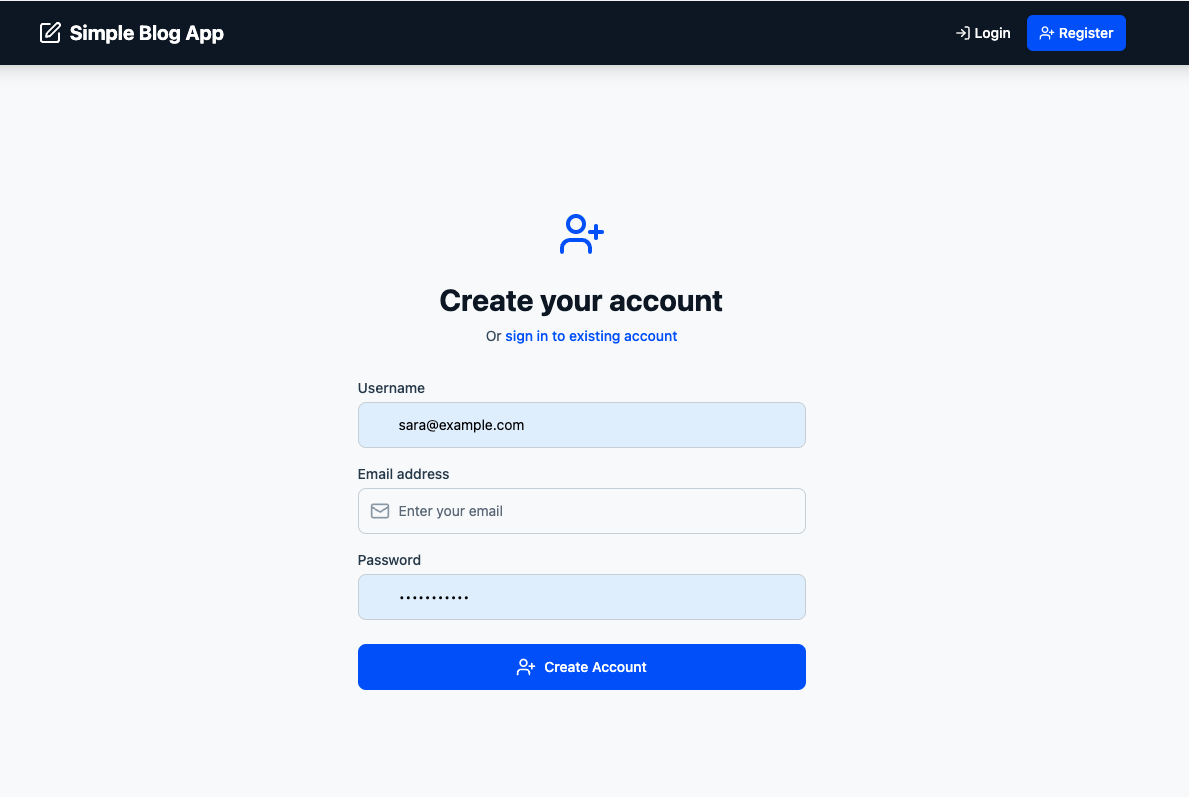 Simple Blog App
Login
Register
Create your account
Or sign in to existing account
Username
sara@example.com
Email address
Enter your email
Password
•••••••••••
Create Account